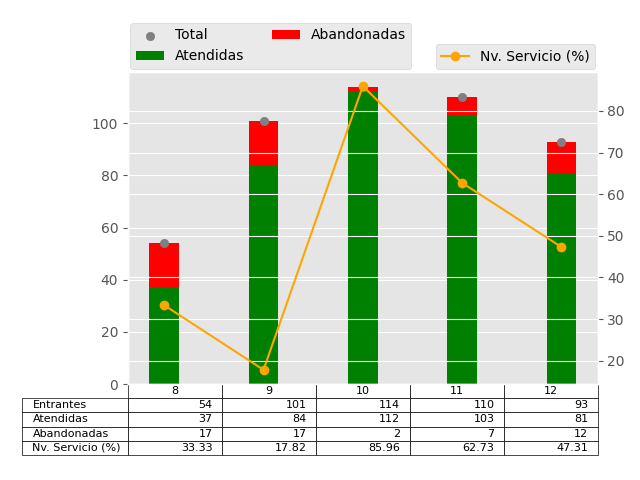 Total Abandonadas
Atendidas
Nv. Servicio (%)
100
80
60
40
20
0
80
70
60
50
40
30
20
8 9 10 11 12
Entrantes 54 101 114 110 93
Atendidas 37 84 112 103 81
Abandonadas 17 17 2 7 12
Nv. Servicio (%) 33.33 17.82 85.96 62.73 47.31